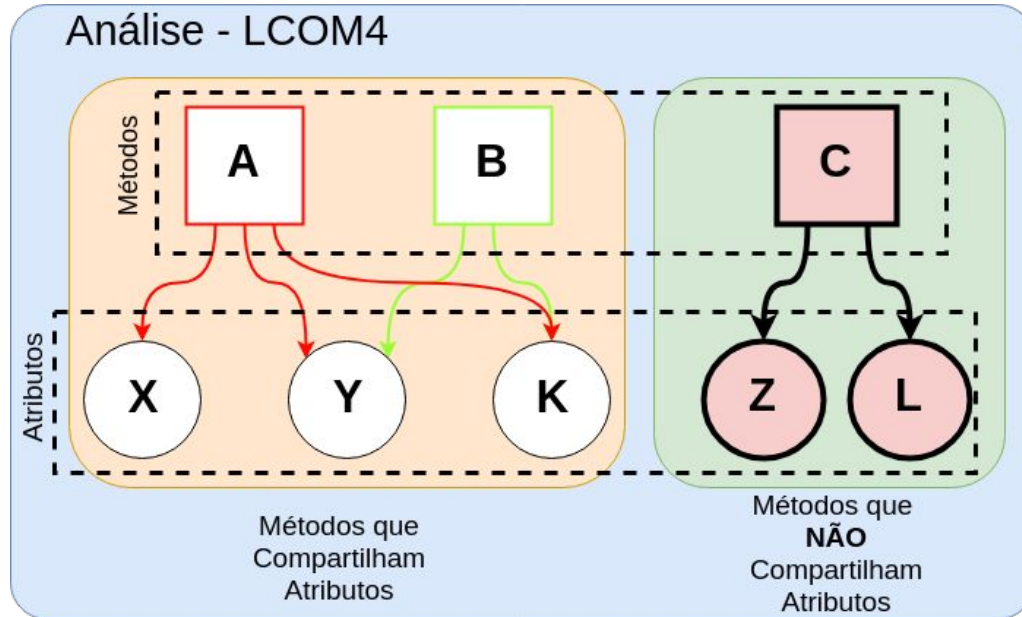 Análise - LCOM4
Métodos
A
B
C
Atributos
X
Y
K
Z
L
Métodos que
Compartilham
Atributos
Métodos que
NÃO
Compartilham
Atributos